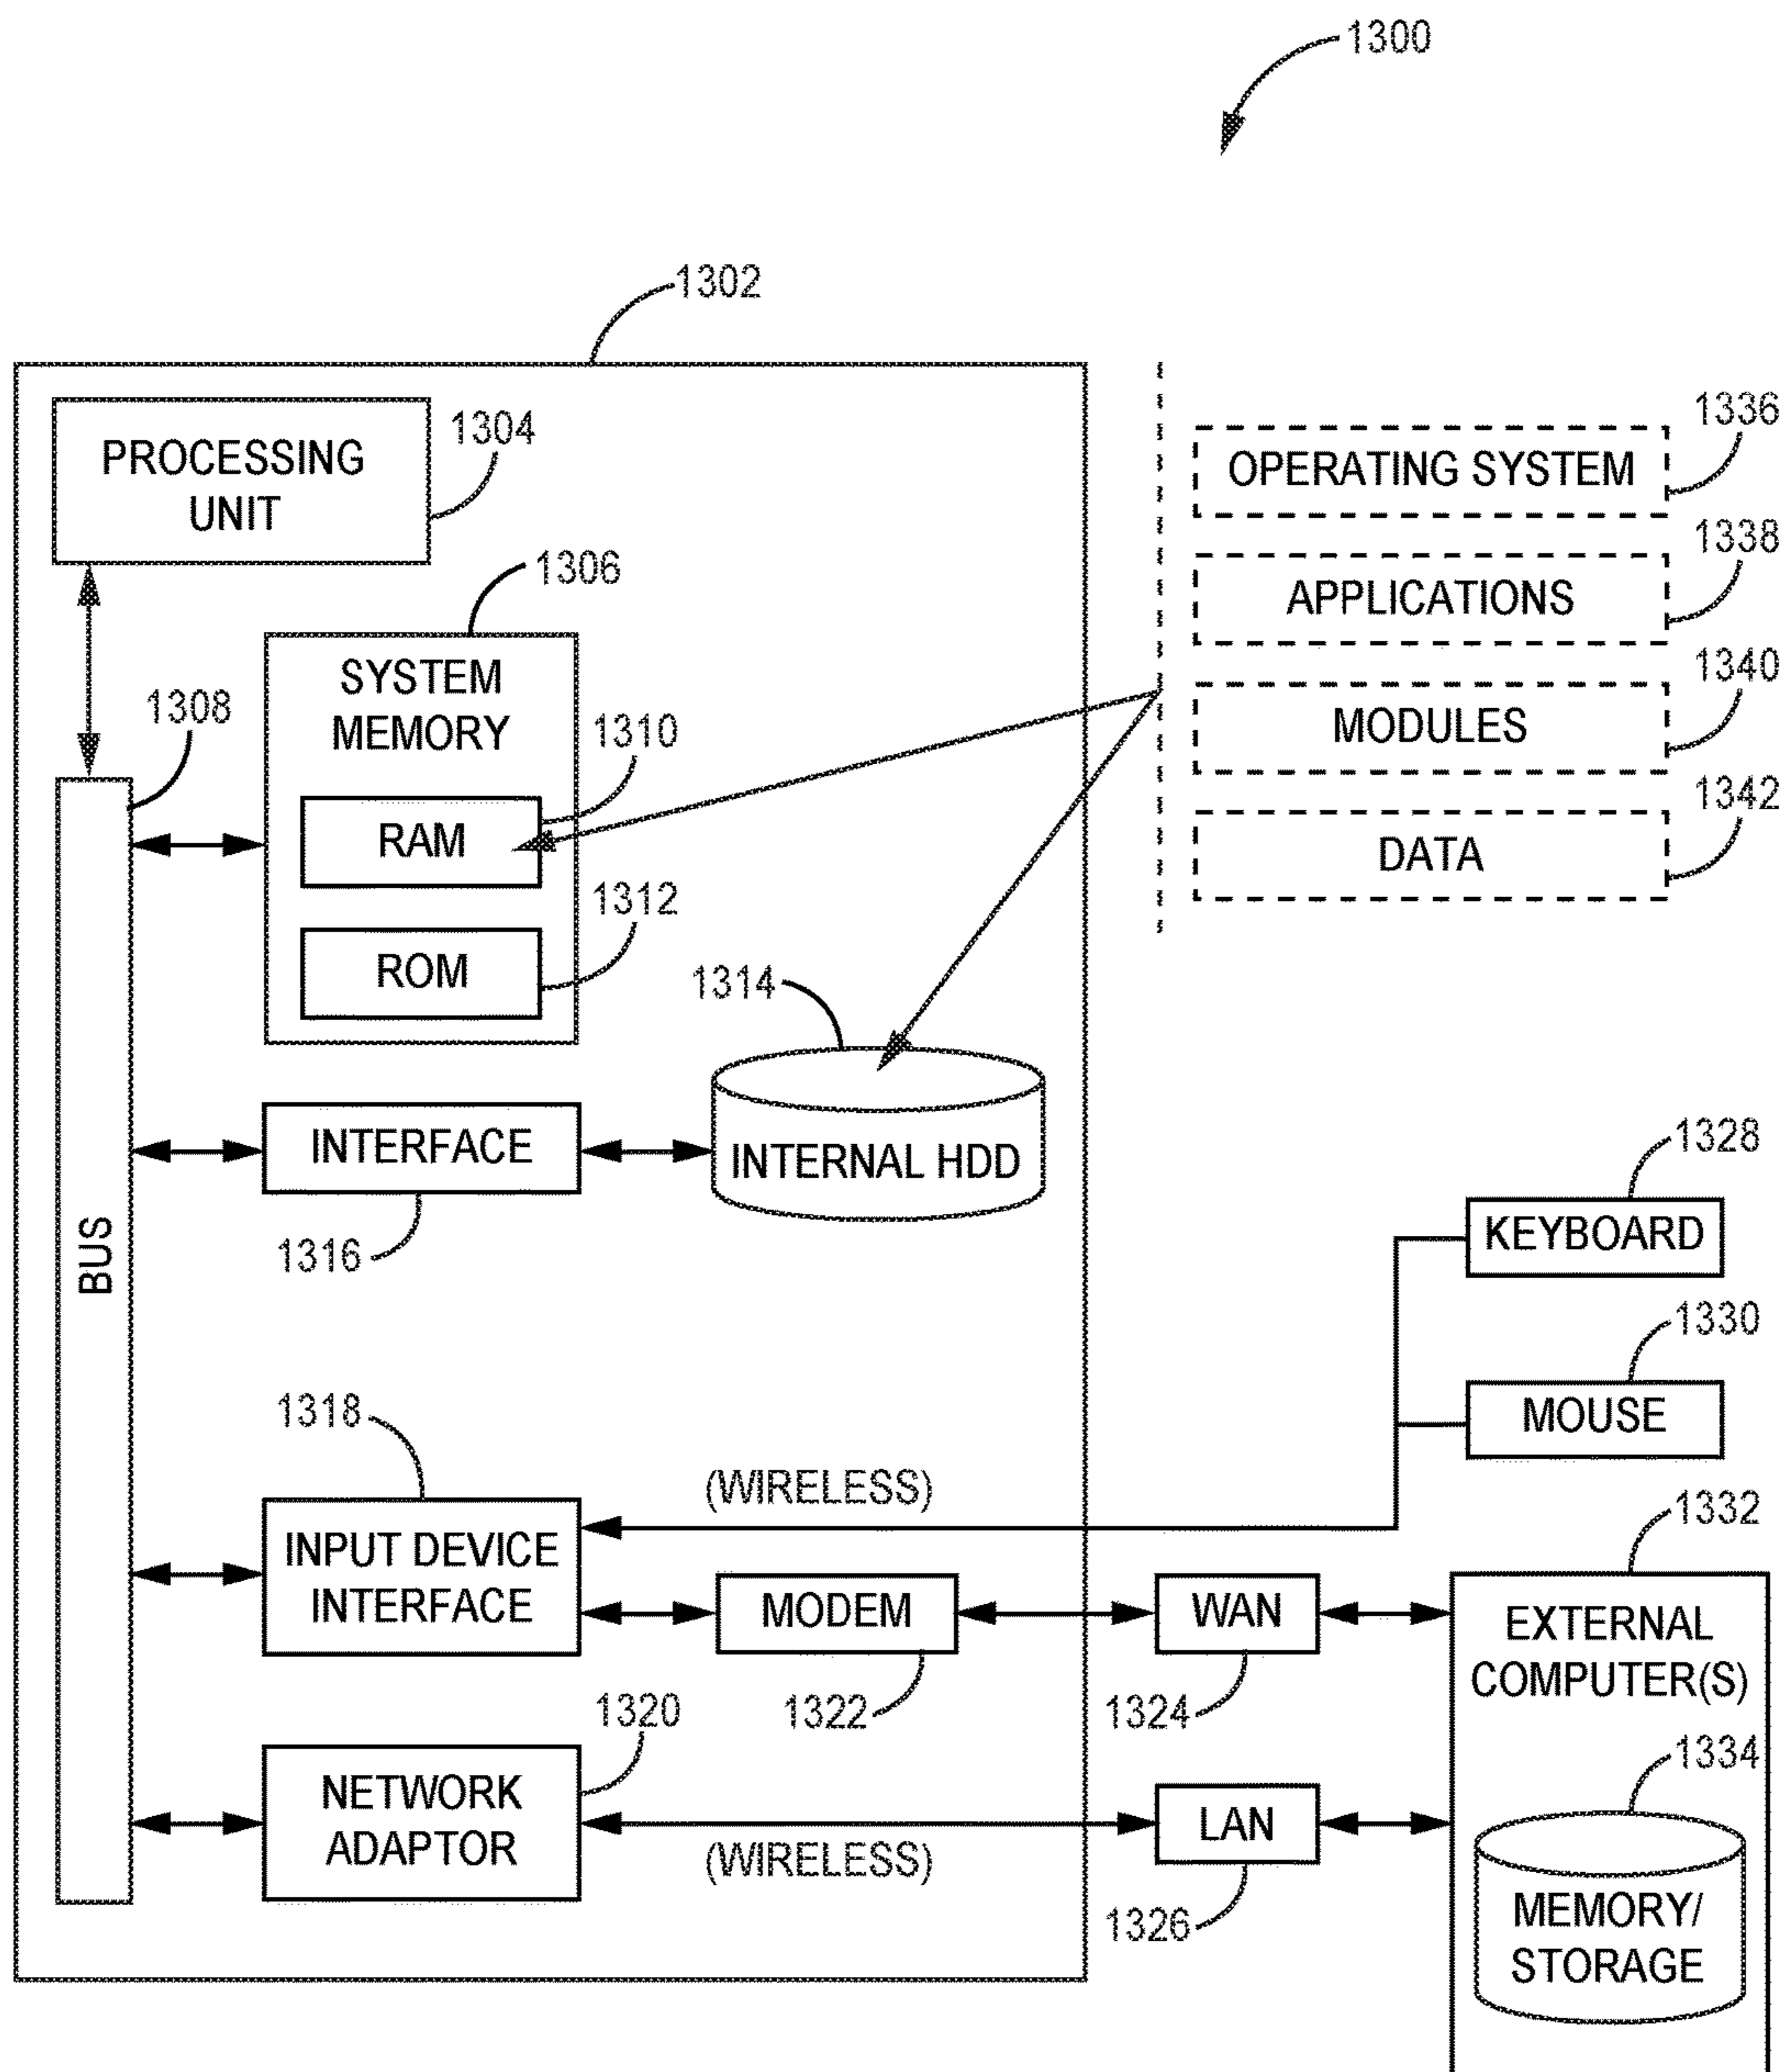 1300
1302
PROCESSING
UNIT
1304
1306
SYSTEM
MEMORY
1308
1310
RAM
1312
ROM
1314
INTERNAL HDD
INTERFACE
1316
BUS
1318
INPUT DEVICE
INTERFACE
(WIRELESS)
MODEM
1322
1320
NETWORK
ADAPTOR
(WIRELESS)
1336
OPERATING SYSTEM
1338
APPLICATIONS
1340
MODULES
1342
DATA
1328
KEYBOARD
1330
MOUSE
WAN
1324
LAN
1326
1332
EXTERNAL
COMPUTER(S)
1334
MEMORY/
STORAGE